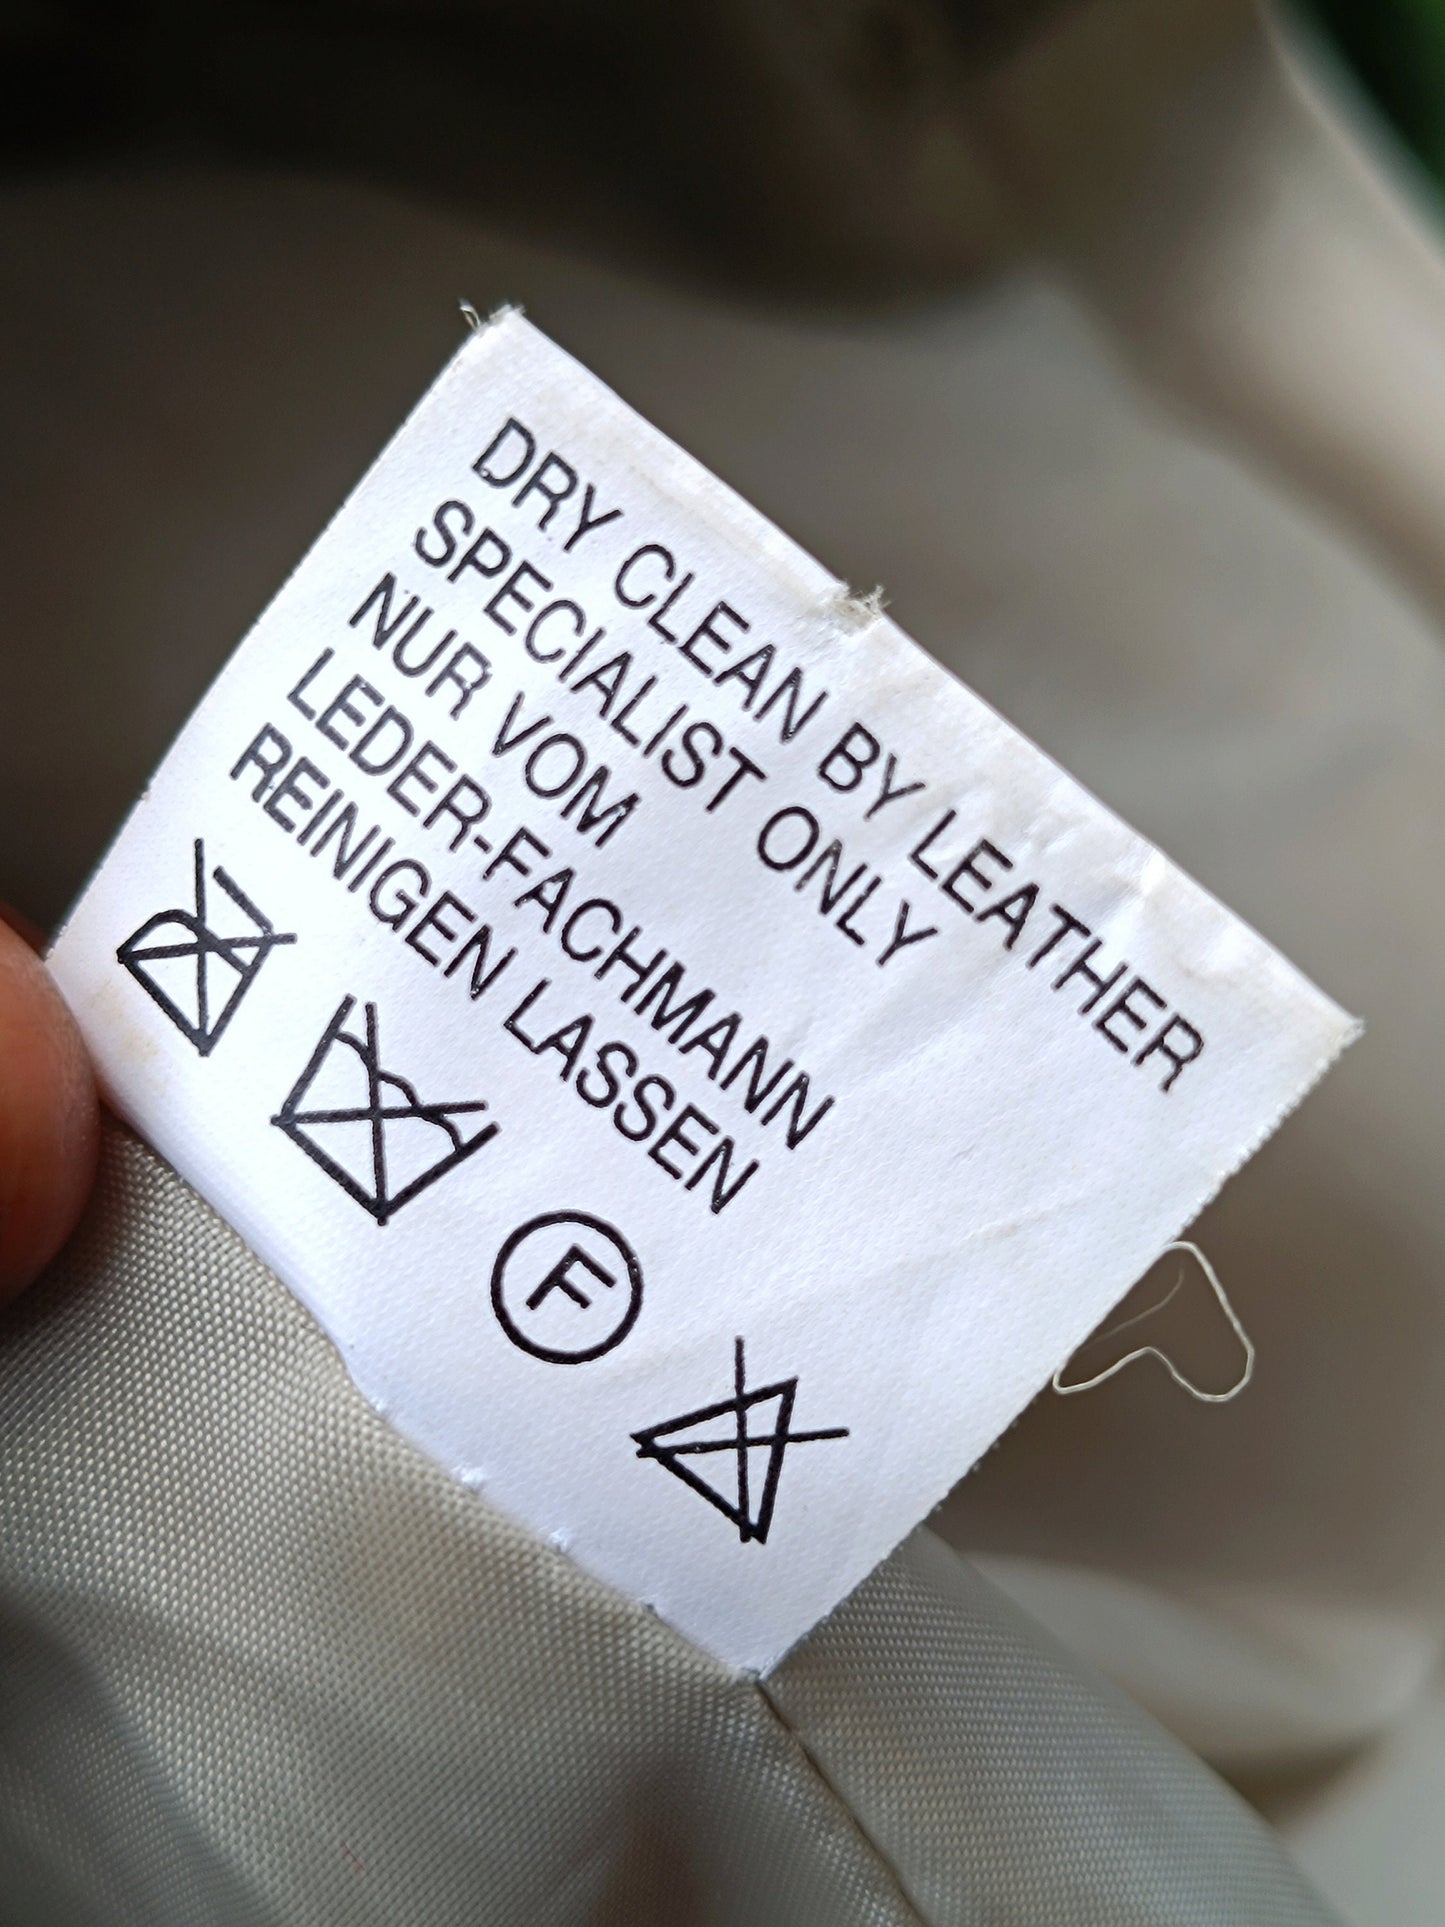 DRY CLEAN BY LEATHER
SPECIALIST ONLY
NUR VOM
LEDER-FACHMANN
REINIGEN LASSEN
F